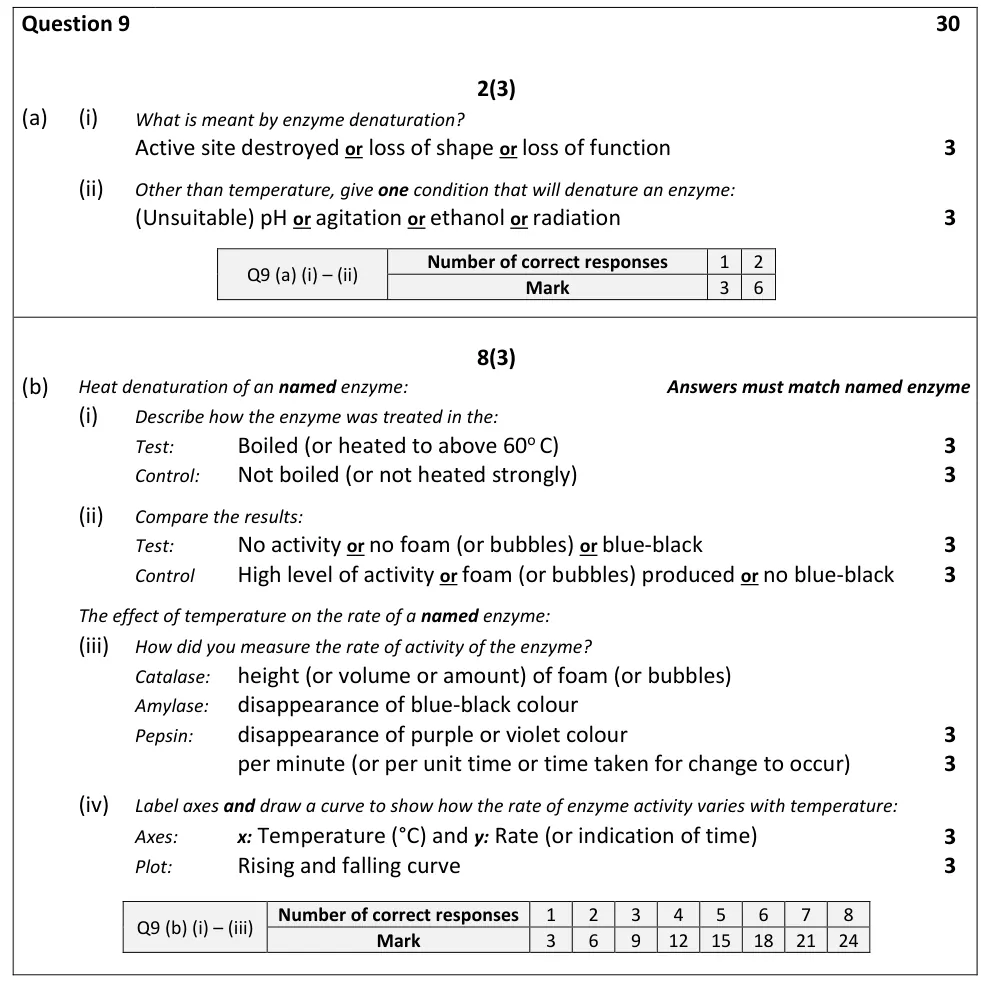 Question 9 30
2(3)
(a) (i) What is meant by enzyme denaturation?
Active site destroyed or loss of shape or loss of function 3
(ii) Other than temperature, give one condition that will denature an enzyme:
(Unsuitable) pH or agitation or ethanol or radiation 3
Q9 (a) (i) – (ii) Number of correct responses 1 2
Mark 3 6
8(3)
(b) Heat denaturation of an named enzyme: Answers must match named enzyme
(i) Describe how the enzyme was treated in the:
Test: Boiled (or heated to above 60º C) 3
Control: Not boiled (or not heated strongly) 3
(ii) Compare the results:
Test: No activity or no foam (or bubbles) or blue-black 3
Control High level of activity or foam (or bubbles) produced or no blue-black 3
The effect of temperature on the rate of a named enzyme:
(iii) How did you measure the rate of activity of the enzyme?
Catalase: height (or volume or amount) of foam (or bubbles)
Amylase: disappearance of blue-black colour
Pepsin: disappearance of purple or violet colour 3
per minute (or per unit time or time taken for change to occur) 3
(iv) Label axes and draw a curve to show how the rate of enzyme activity varies with temperature:
Axes: x: Temperature (°C) and y: Rate (or indication of time) 3
Plot: Rising and falling curve 3
Q9 (b) (i) – (iii) Number of correct responses 1 2 3 4 5 6 7 8
Mark 3 6 9 12 15 18 21 24